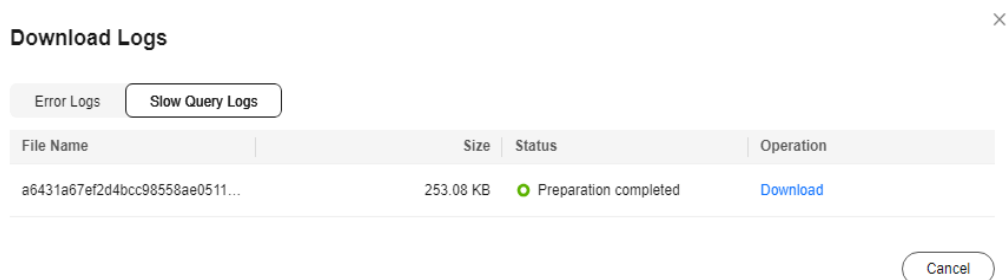 Download Logs
Error Logs Slow Query Logs
File Name Size Status Operation
a6431a67ef2d4bcc98558ae0511... 253.08 KB Preparation completed Download
Cancel